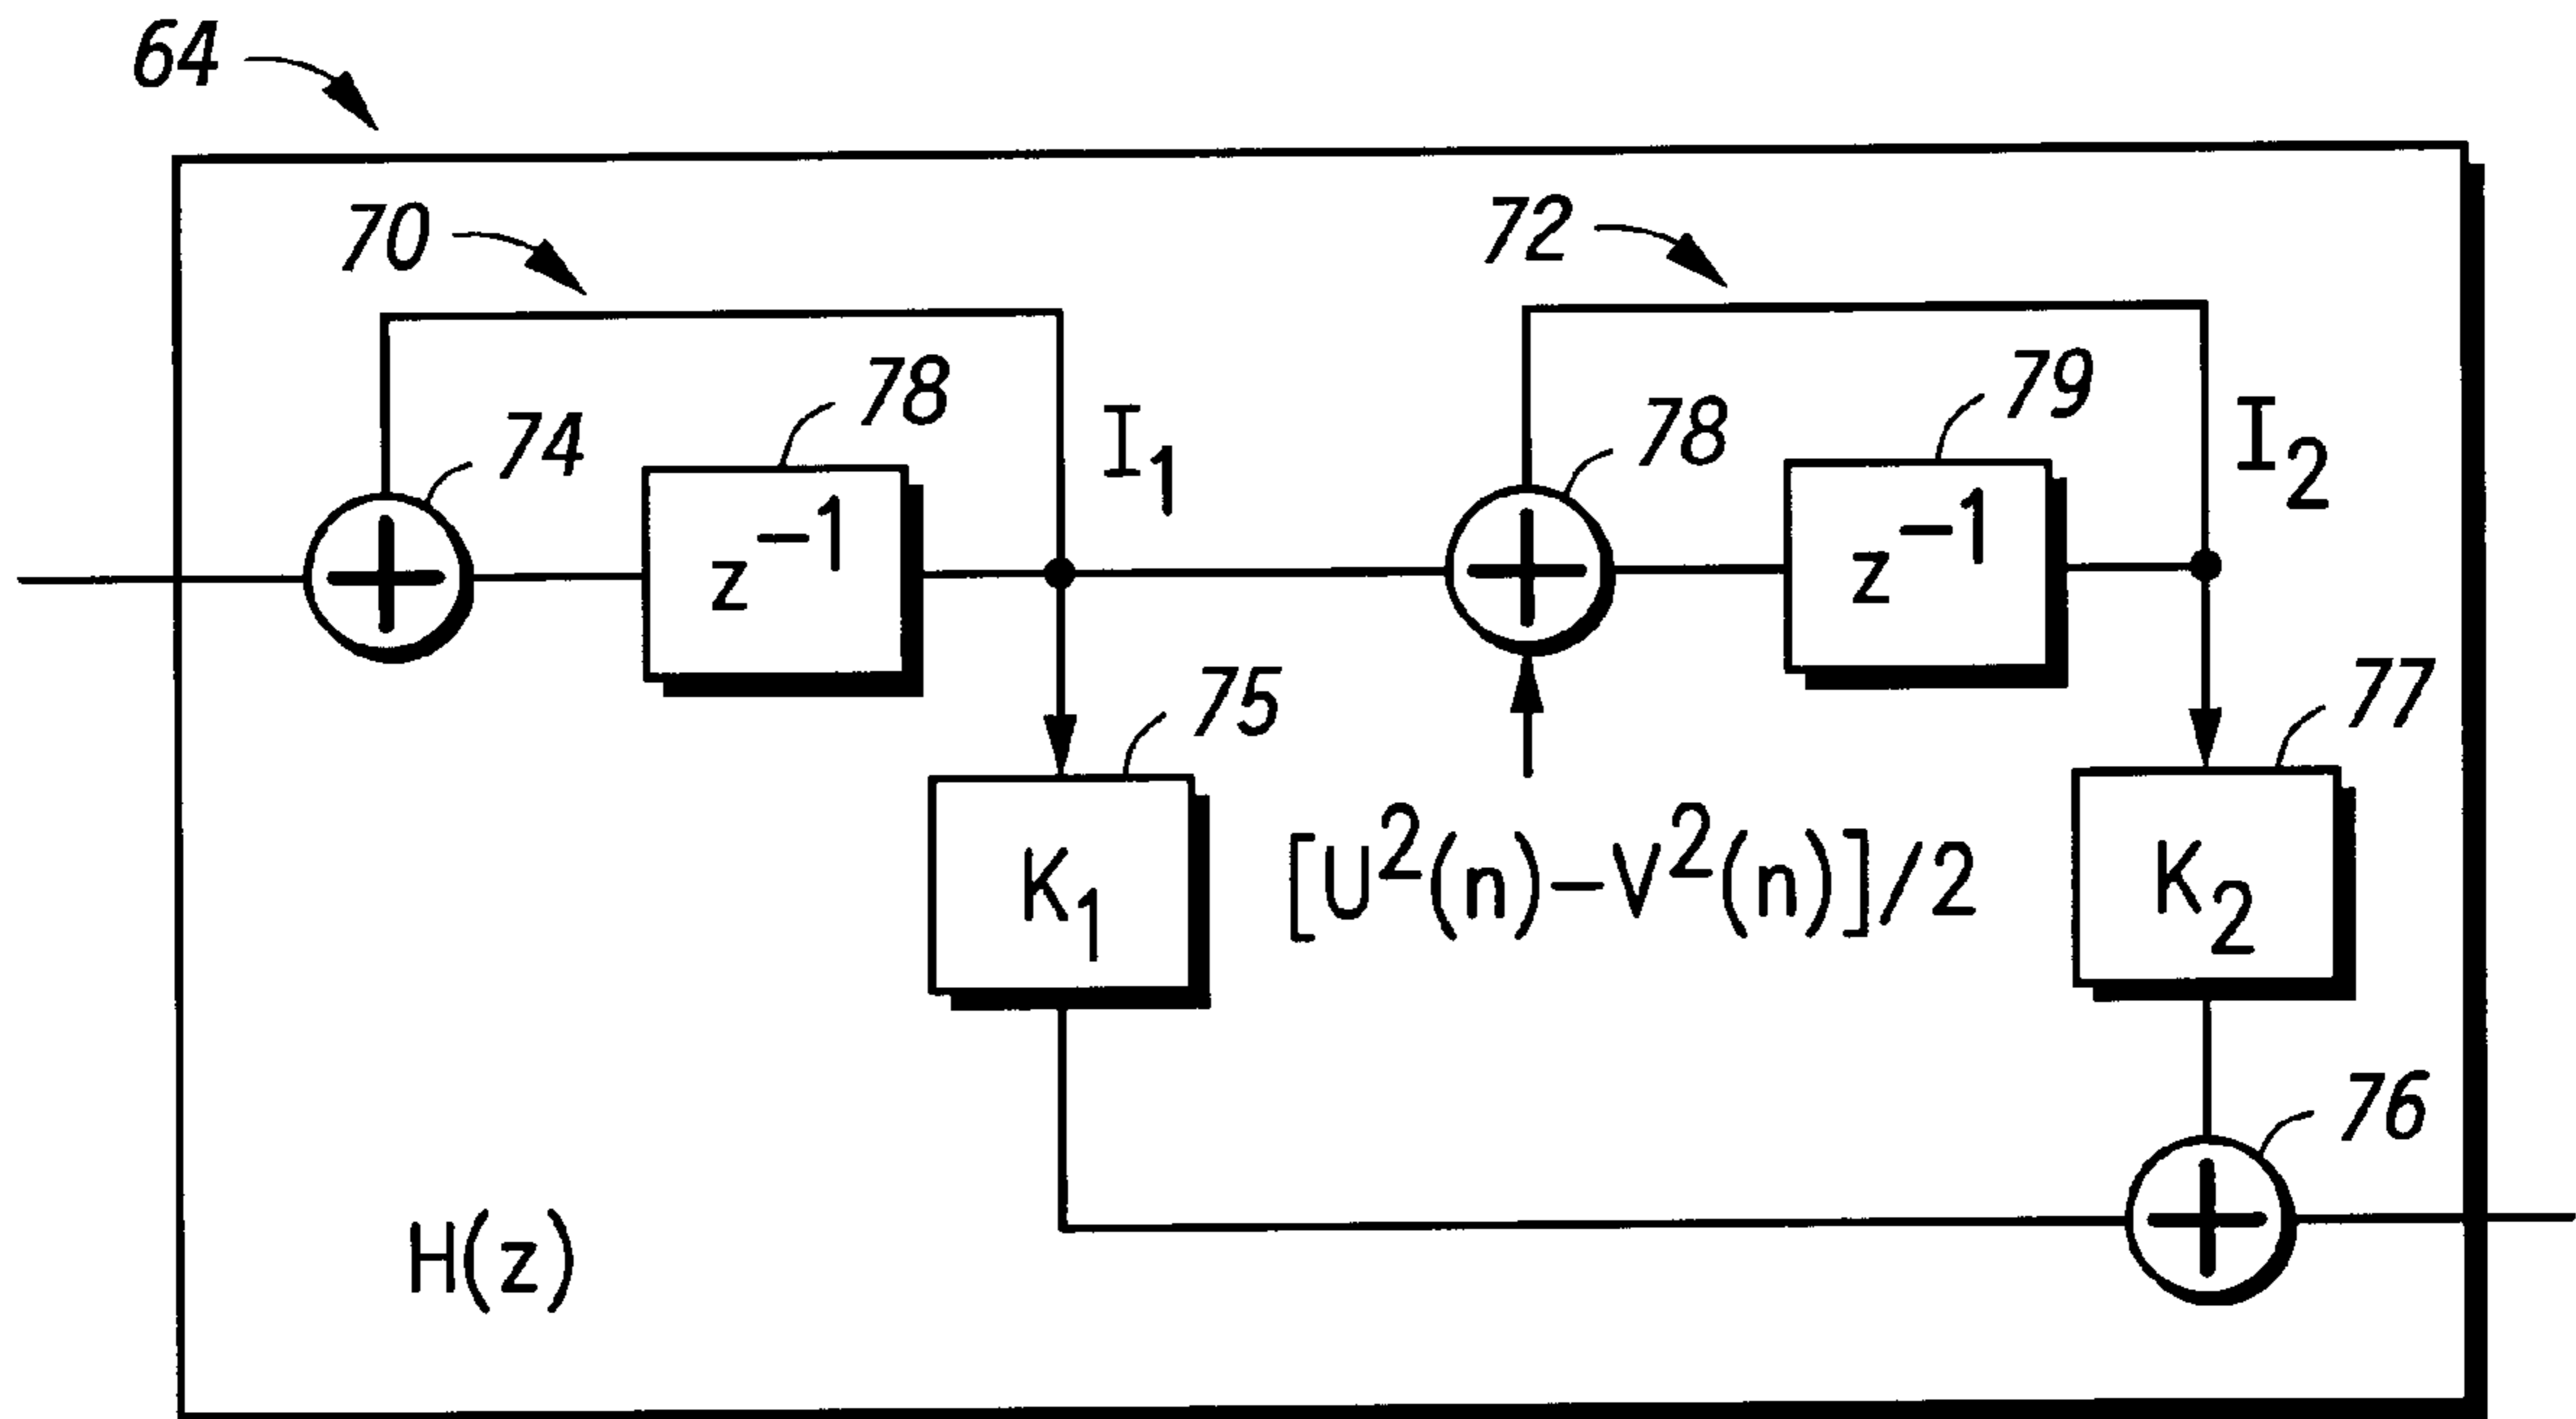 64
70
72
78
79
74
78
I₁
I₂
z⁻¹
z⁻¹
75
77
K₁
[U²(n)−V²(n)]/2
K₂
76
H(z)